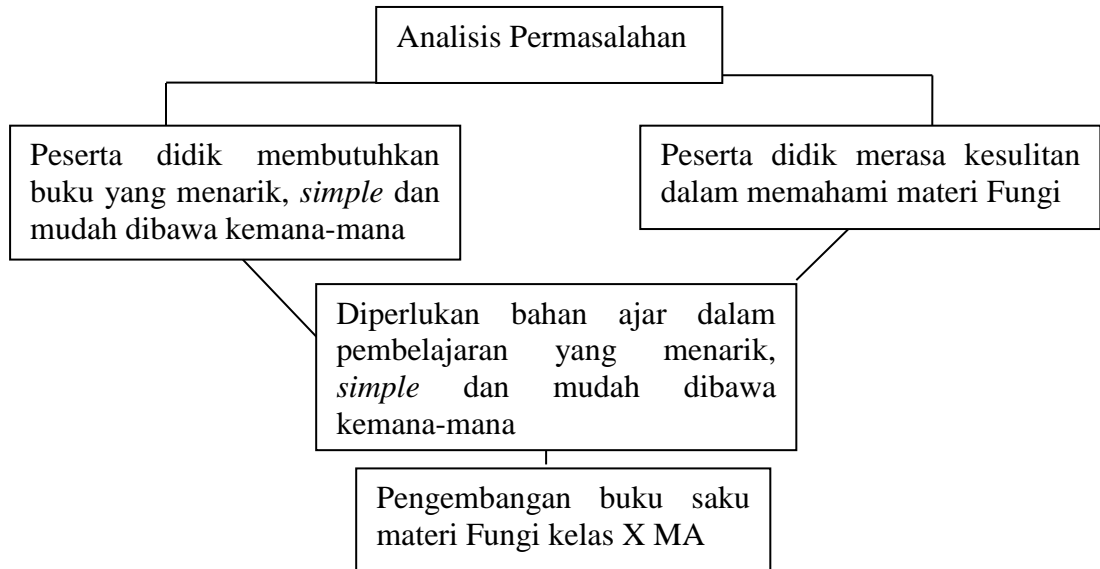 Analisis Permasalahan
Peserta didik membutuhkan
buku yang menarik, simple dan
mudah dibawa kemana-mana
Peserta didik merasa kesulitan
dalam memahami materi Fungi
Diperlukan bahan ajar dalam
pembelajaran yang menarik,
simple dan mudah dibawa
kemana-mana
Pengembangan buku saku
materi Fungi kelas X MA